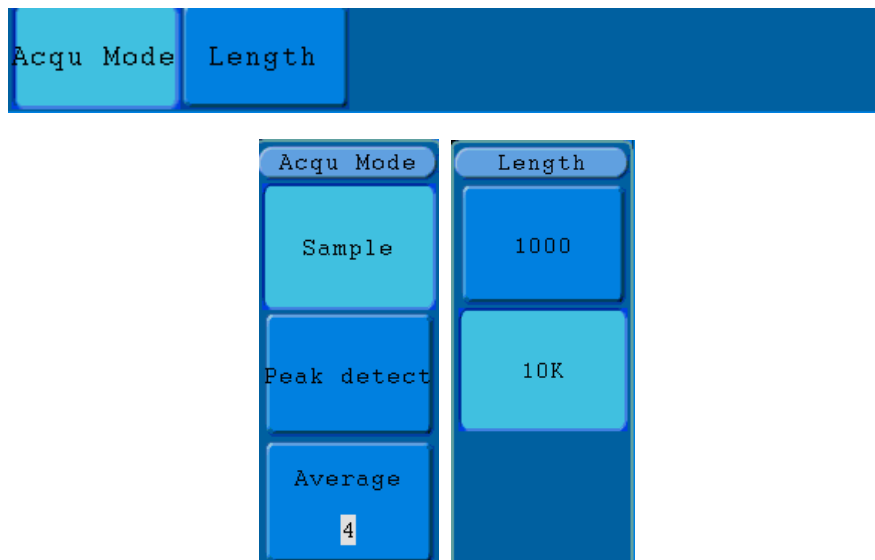 Acqu Mode
Length
Acqu Mode
Sample
Peak detect
Average
4
Length
1000
10K